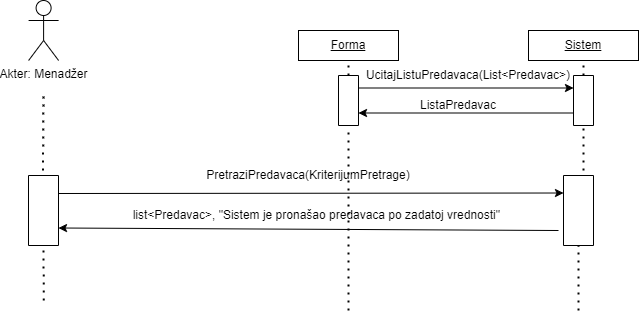 Forma
Sistem
Akter: Menadžer
UcitajListuPredavaca(List<Predavac>)
ListaPredavac
PretraziPredavaca(KriterijumPretrage)
list<Predavac>, "Sistem je pronašao predavaca po zadatoj vrednosti"